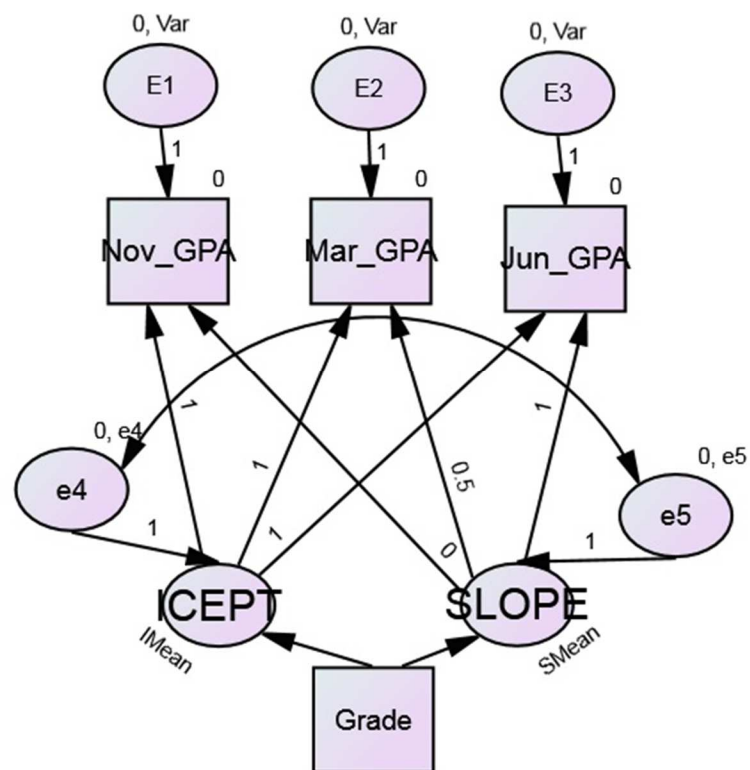 0, Var
0, Var
0, Var
E1
E2
E3
1
1
1
0
0
0
Nov_GPA
Mar_GPA
Jun_GPA
1
1
1
0
0.5
1
0, e4
0, e5
e4
e5
1
1
ICEPT
SLOPE
IMean
SMean
Grade